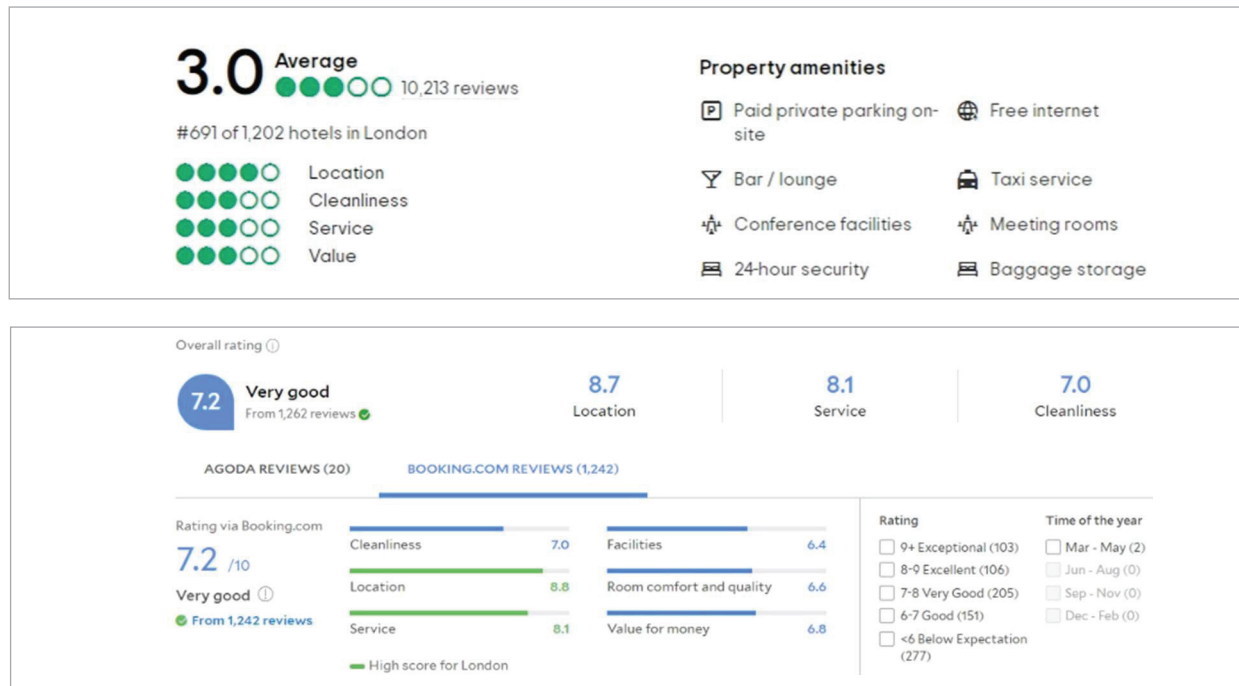 3.0 Average
10,213 reviews
#691 of 1,202 hotels in London
Location
Cleanliness
Service
Value
Property amenities
P Paid private parking on-
site
Free internet
Bar / lounge
Taxi service
Conference facilities
Meeting rooms
24-hour security
Baggage storage
Overall rating
7.2 Very good
From 1,262 reviews
8.7
Location
8.1
Service
7.0
Cleanliness
AGODA REVIEWS (20)
BOOKING.COM REVIEWS (1,242)
Rating via Booking.com
7.2 /10
Very good
From 1,242 reviews
Cleanliness 7.0
Location 8.8
Service 8.1
High score for London
Facilities 6.4
Room comfort and quality 6.6
Value for money 6.8
Rating
9+ Exceptional (103)
8-9 Excellent (106)
7-8 Very Good (205)
6-7 Good (151)
<6 Below Expectation
(277)
Time of the year
Mar - May (2)
Jun - Aug (0)
Sep - Nov (0)
Dec - Feb (0)